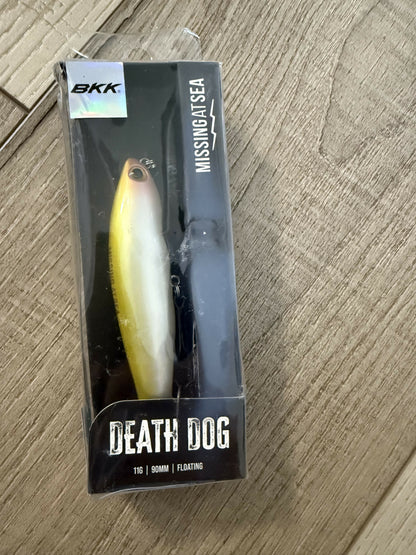 BKK
MISSINGATSEA
DEATH DOG
11G | 90MM | FLOATING